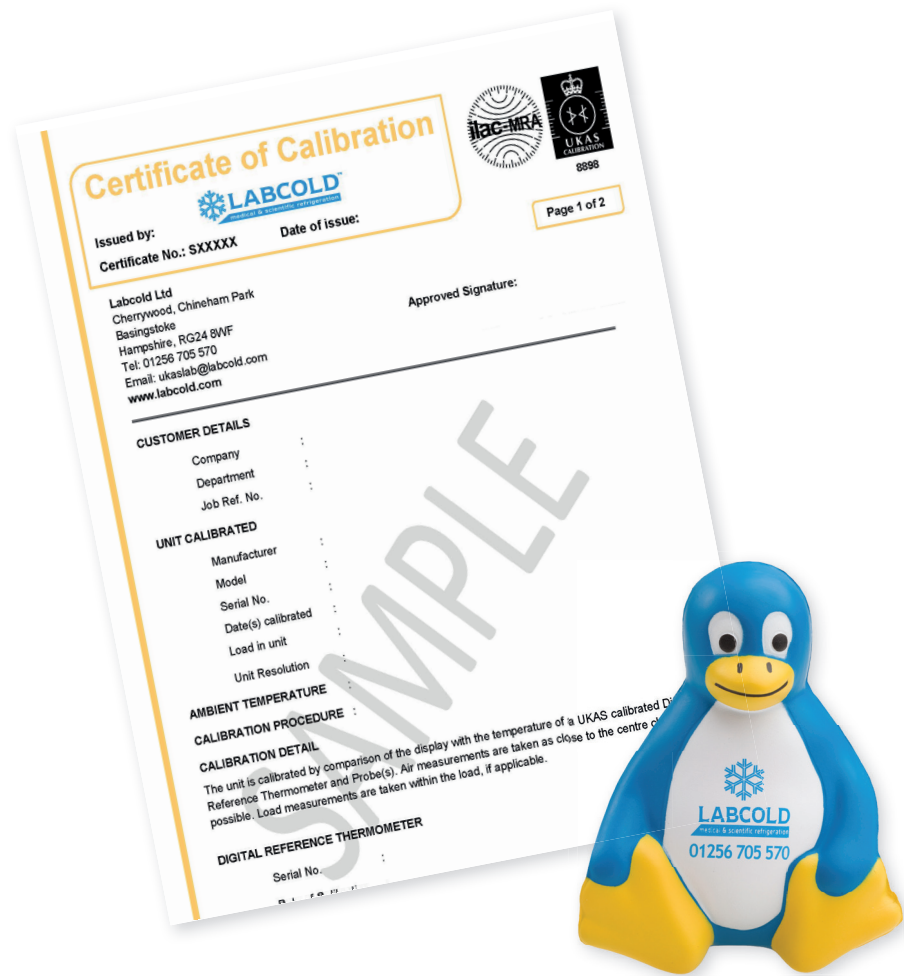 Certificate of Calibration
LABCOLD™
medical & scientific refrigeration
Issued by:
Date of issue:
Certificate No.: SXXXXX
ilac-MRA
UKAS
CALIBRATION
8898
Page 1 of 2
Labcold Ltd
Cherrywood, Chineham Park
Basingstoke
Hampshire, RG24 8WF
Tel: 01256 705 570
Email: ukaslab@labcold.com
www.labcold.com
Approved Signature:
CUSTOMER DETAILS
Company :
Department :
Job Ref. No. :
UNIT CALIBRATED
Manufacturer :
Model :
Serial No. :
Date(s) calibrated :
Load in unit :
Unit Resolution :
AMBIENT TEMPERATURE :
CALIBRATION PROCEDURE :
CALIBRATION DETAIL
The unit is calibrated by comparison of the display with the temperature of a UKAS calibrated
Reference Thermometer and Probe(s). Air measurements are taken as close to the centre
possible. Load measurements are taken within the load, if applicable.
DIGITAL REFERENCE THERMOMETER
Serial No. :
SAMPLE
LABCOLD
medical & scientific refrigeration
01256 705 570